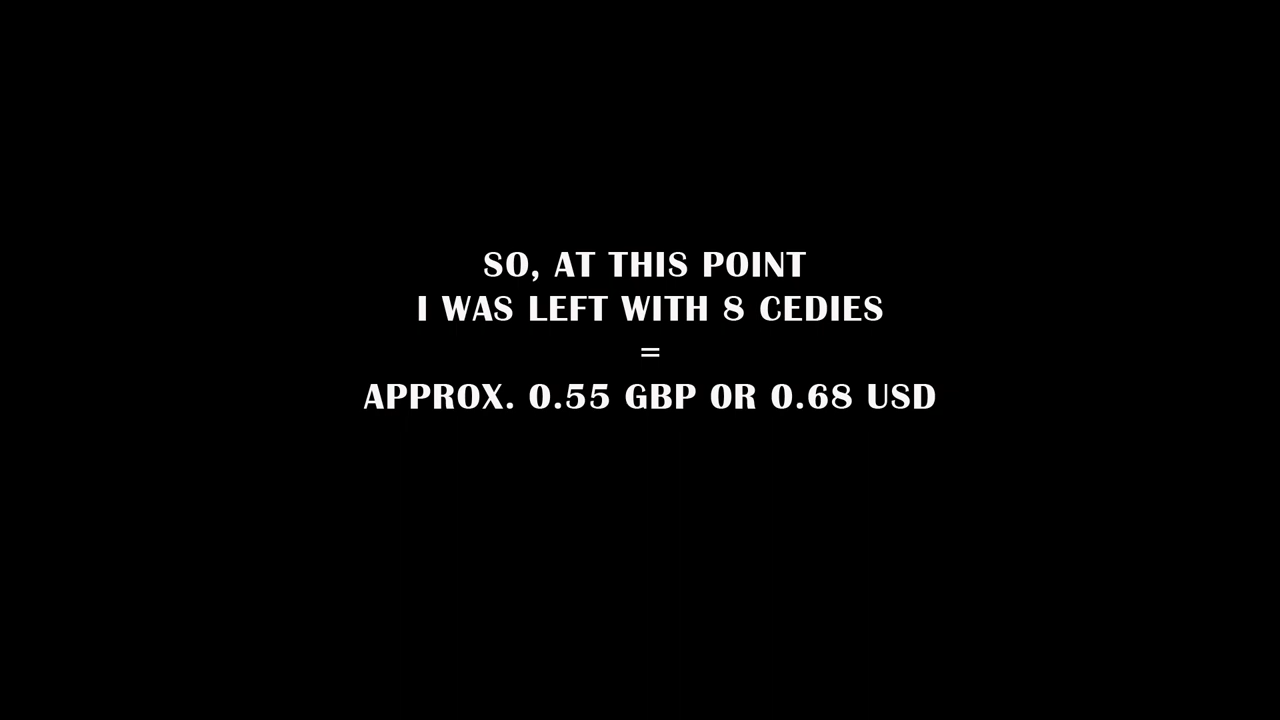 SO, AT THIS POINT
I WAS LEFT WITH 8 CEDIES
=
APPROX. 0.55 GBP OR 0.68 USD